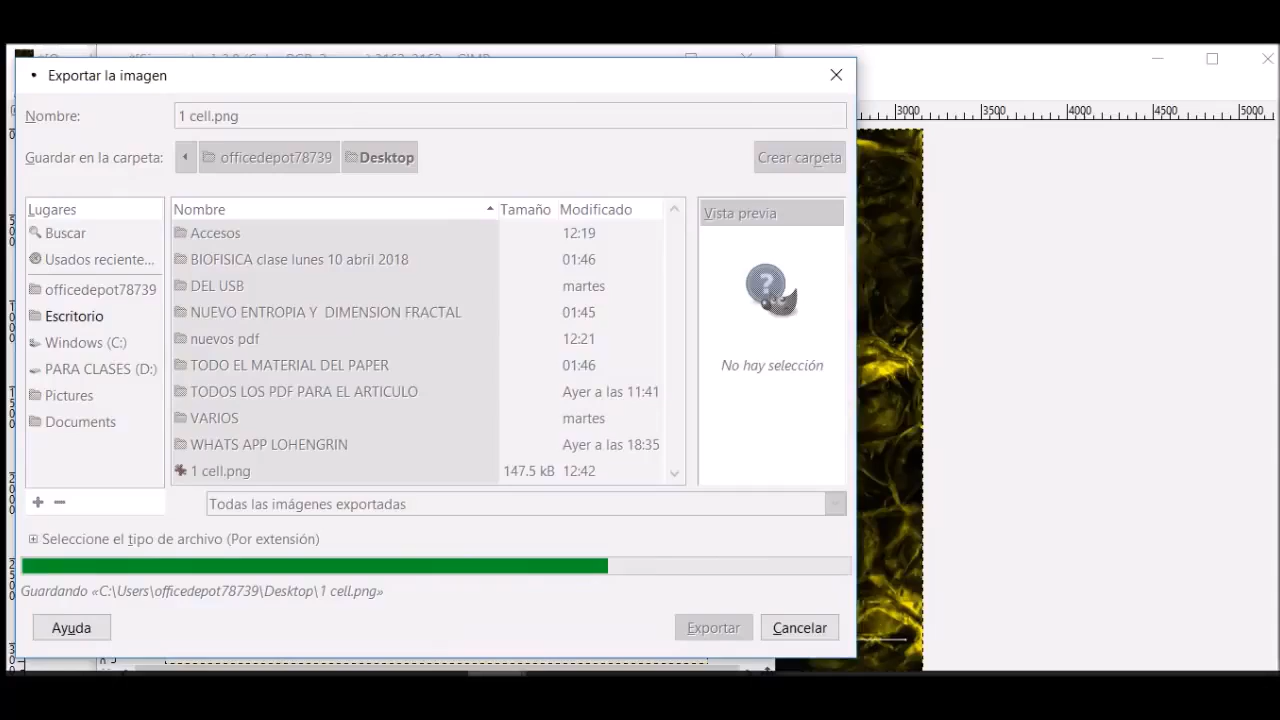 Exportar la imagen
3000 3500 4000 4500 5000
Nombre: 1 cell.png
Guardar en la carpeta: officedepot78739 Desktop Crear carpeta
Lugares
Buscar
Usados reciente...
officedepot78739
Escritorio
Windows (C:)
PARA CLASES (D:)
Pictures
Documents
Nombre Tamaño Modificado
Accesos 12:19
BIOFISICA clase lunes 10 abril 2018 01:46
DEL USB martes
NUEVO ENTROPIA Y DIMENSION FRACTAL 01:45
nuevos pdf 12:21
TODO EL MATERIAL DEL PAPER 01:46
TODOS LOS PDF PARA EL ARTICULO Ayer a las 11:41
VARIOS martes
WHATS APP LOHENGRIN Ayer a las 18:35
1 cell.png 147.5 kB 12:42
Vista previa
No hay selección
Todas las imágenes exportadas
Seleccione el tipo de archivo (Por extensión)
Guardando «C:\Users\officedepot78739\Desktop\1 cell.png»
Ayuda Exportar Cancelar